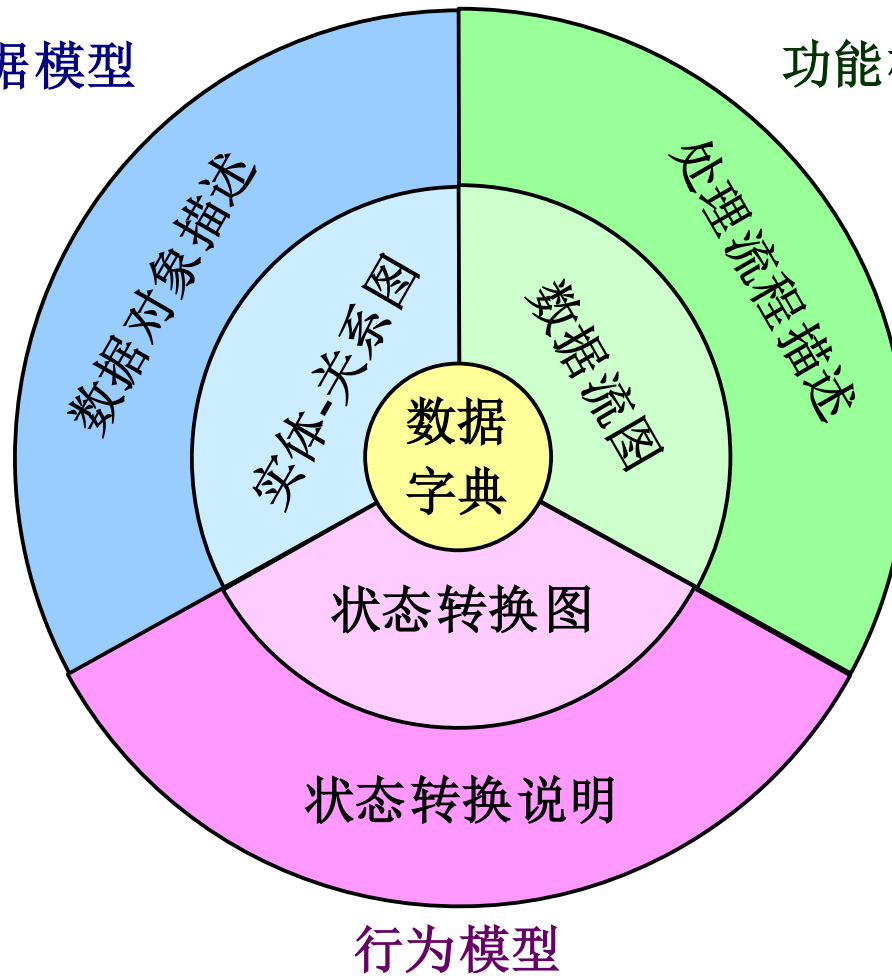 据模型
功能
数据对象描述
处理流程描述
实体-关系图
数据流图
数据
字典
状态转换图
状态转换说明
行为模型